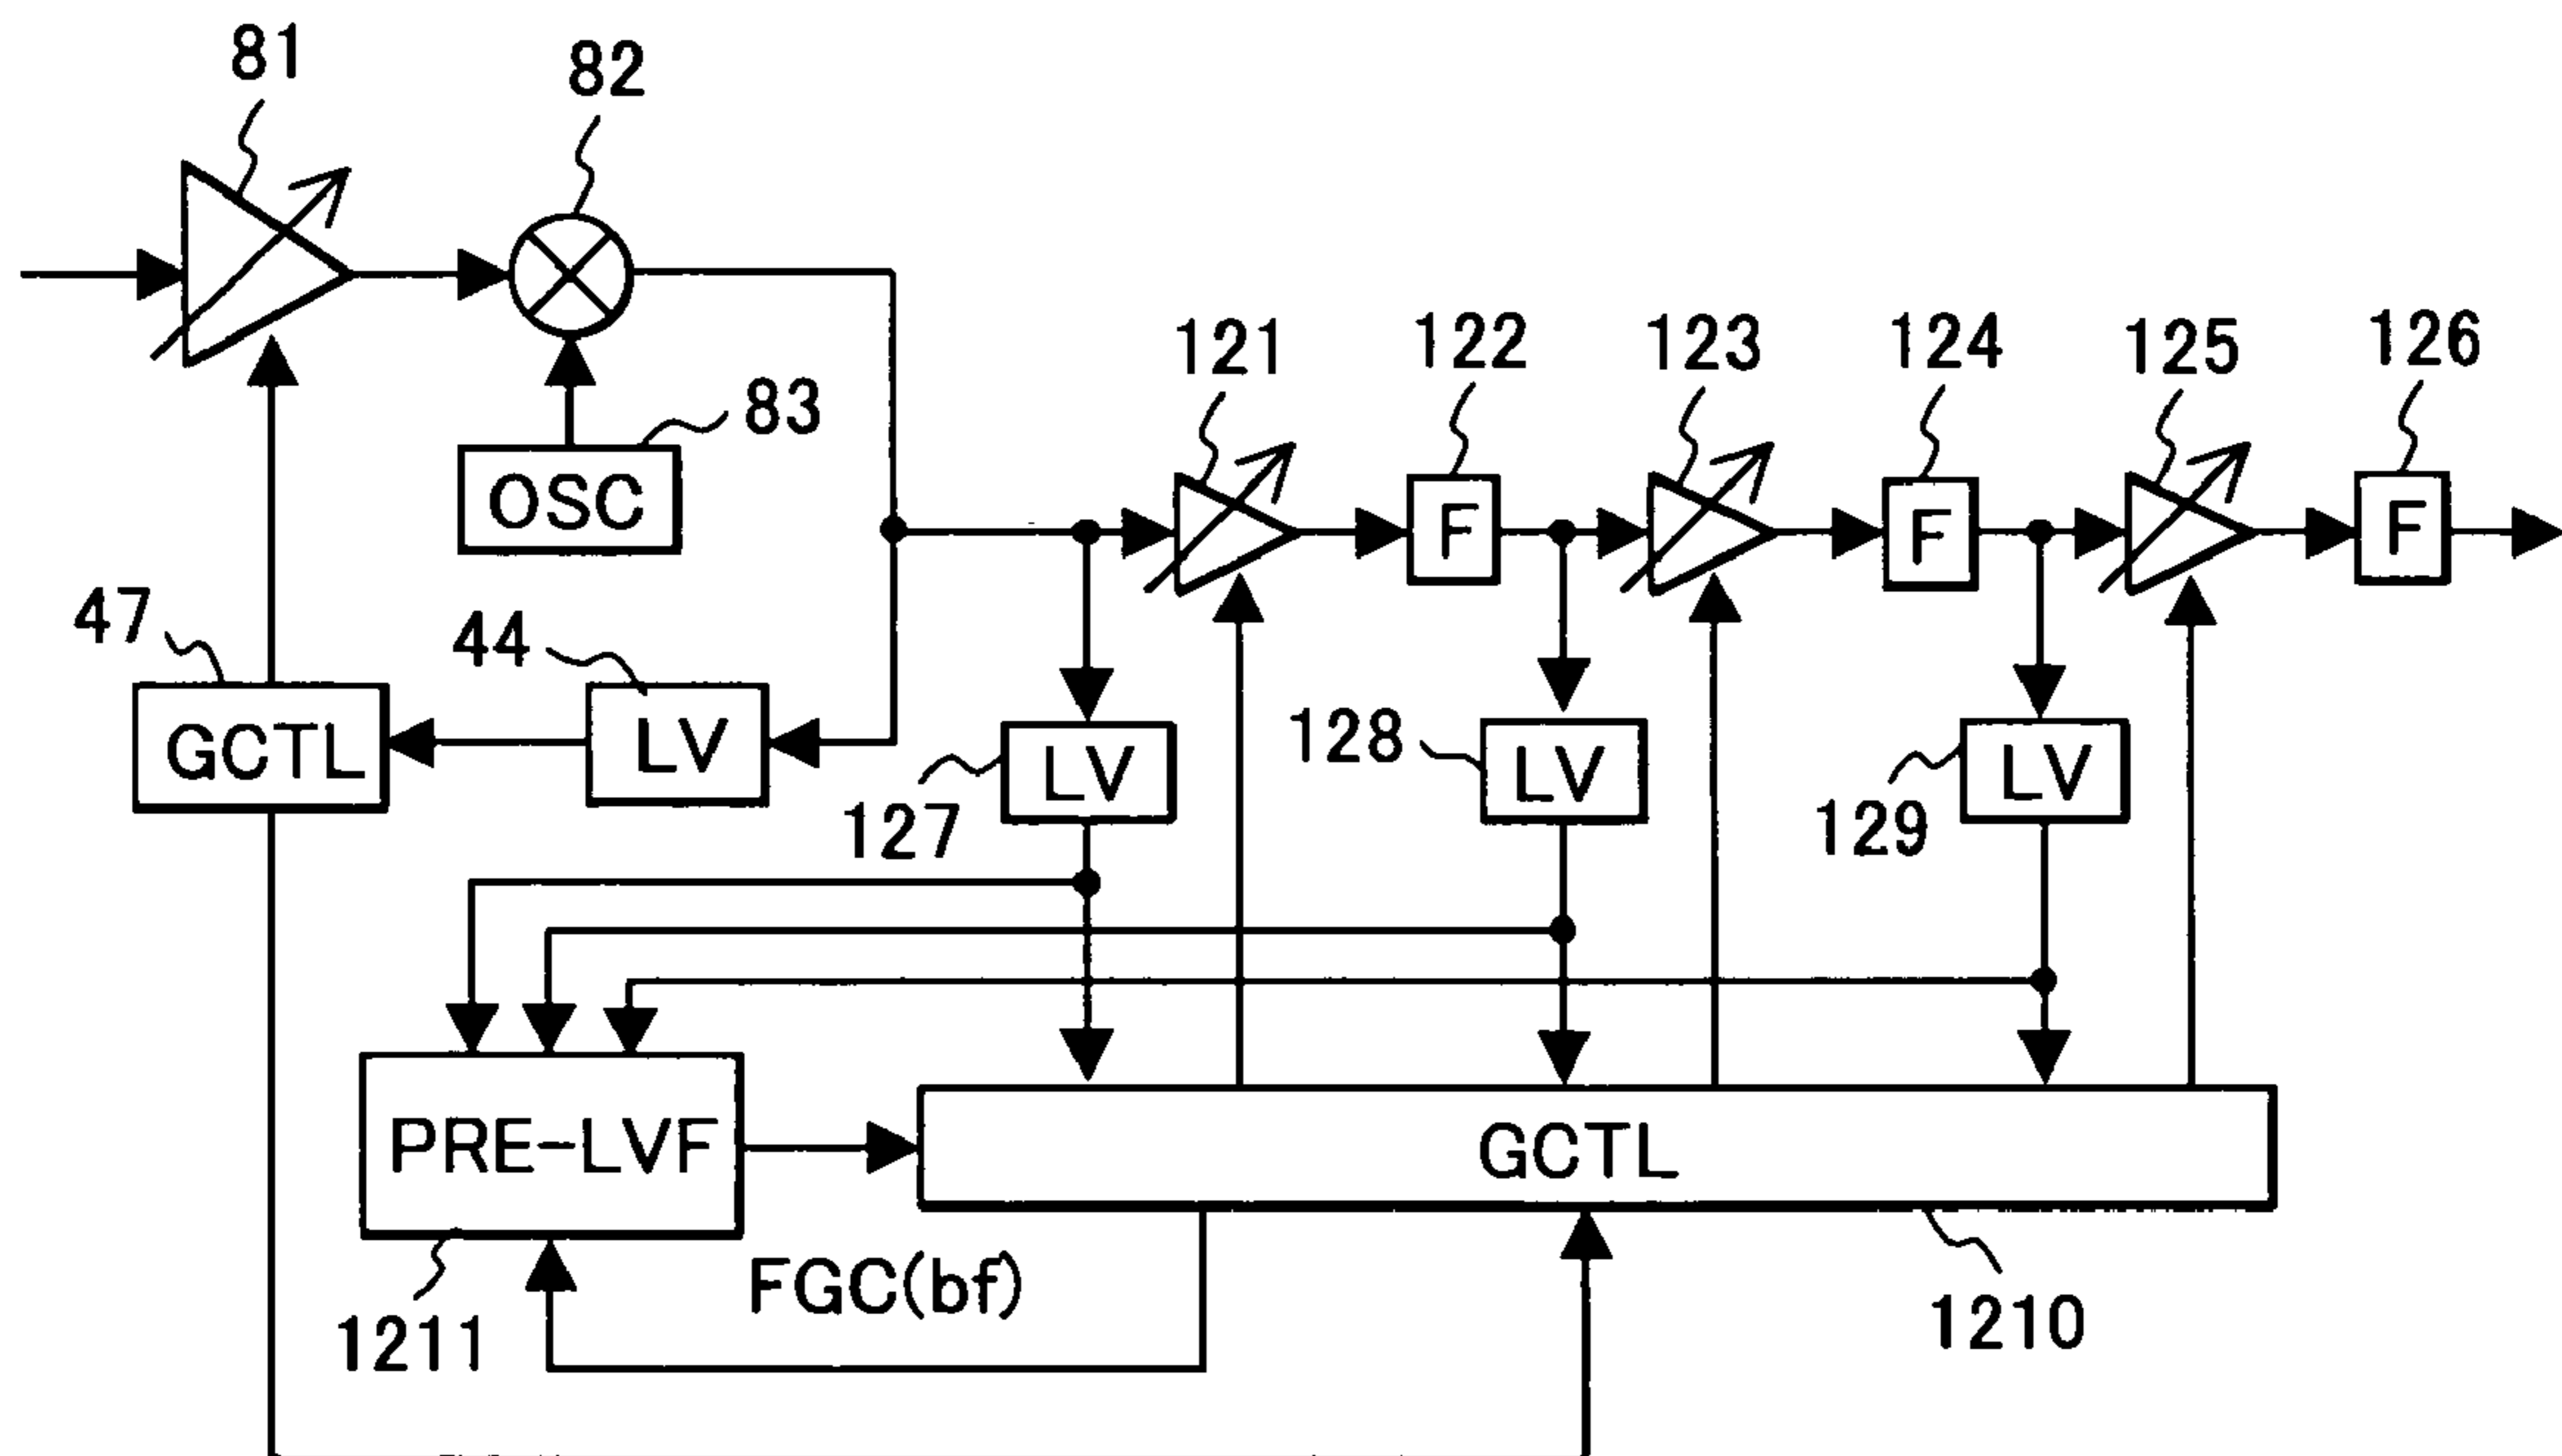 81
82
83
OSC
121
122
123
124
125
126
F
F
F
47
44
GCTL
LV
127
LV
128
LV
129
LV
PRE-LVF
GCTL
FGC(bf)
1211
1210